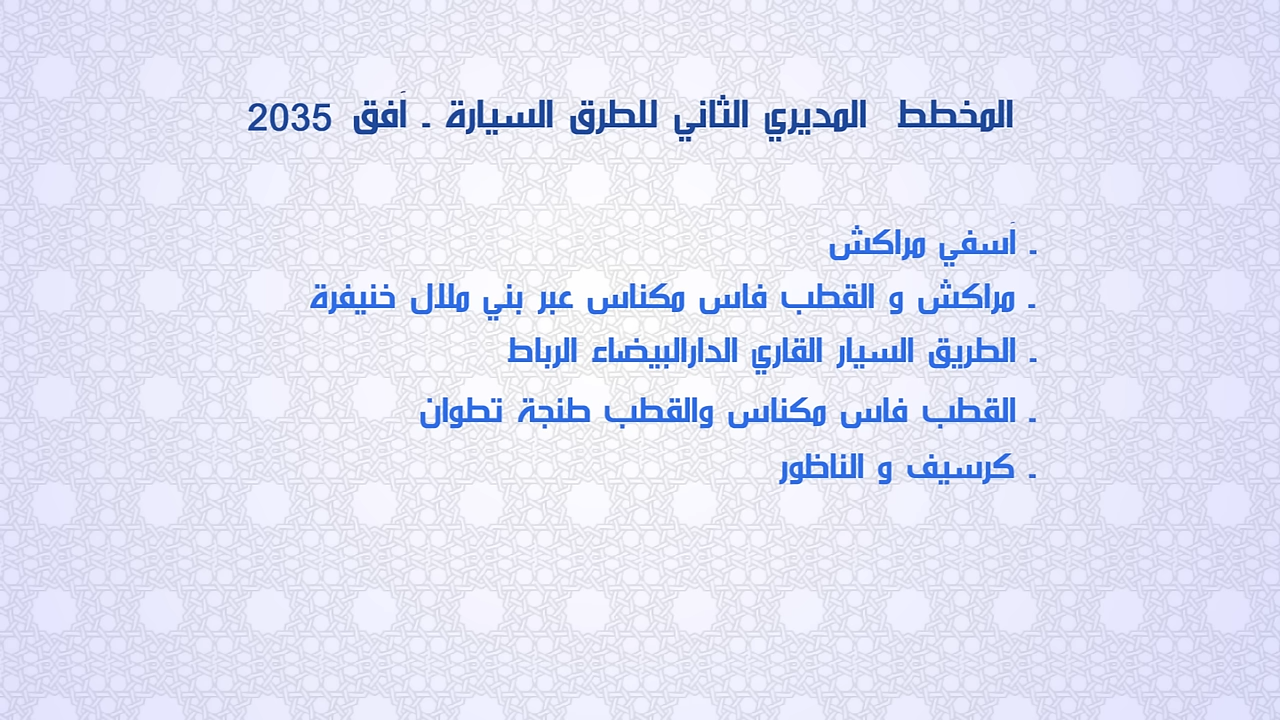 المخطط المديري الثاني للطرق السيارة - آفق 2035
- آسفي مراكش
- مراكش و القطب فاس مكناس عبر بني ملال خنيفرة
- الطريق السيار القاري الدارالبيضاء الرباط
- القطب فاس مكناس والقطب طنجة تطوان
- كرسيف و الناظور